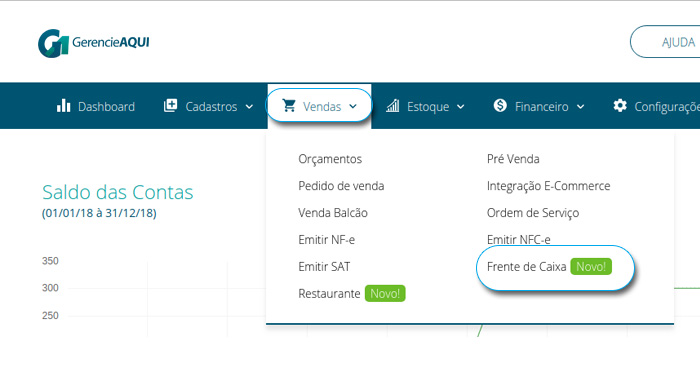 GerencieAQUI
AJUDA
Dashboard
Cadastros
Vendas
Estoque
Financeiro
Configuraçõe
Orçamentos
Pedido de venda
Venda Balcão
Emitir NF-e
Emitir SAT
Restaurante Novo!
Pré Venda
Integração E-Commerce
Ordem de Serviço
Emitir NFC-e
Frente de Caixa Novo!
Saldo das Contas
(01/01/18 à 31/12/18)
350
300
250